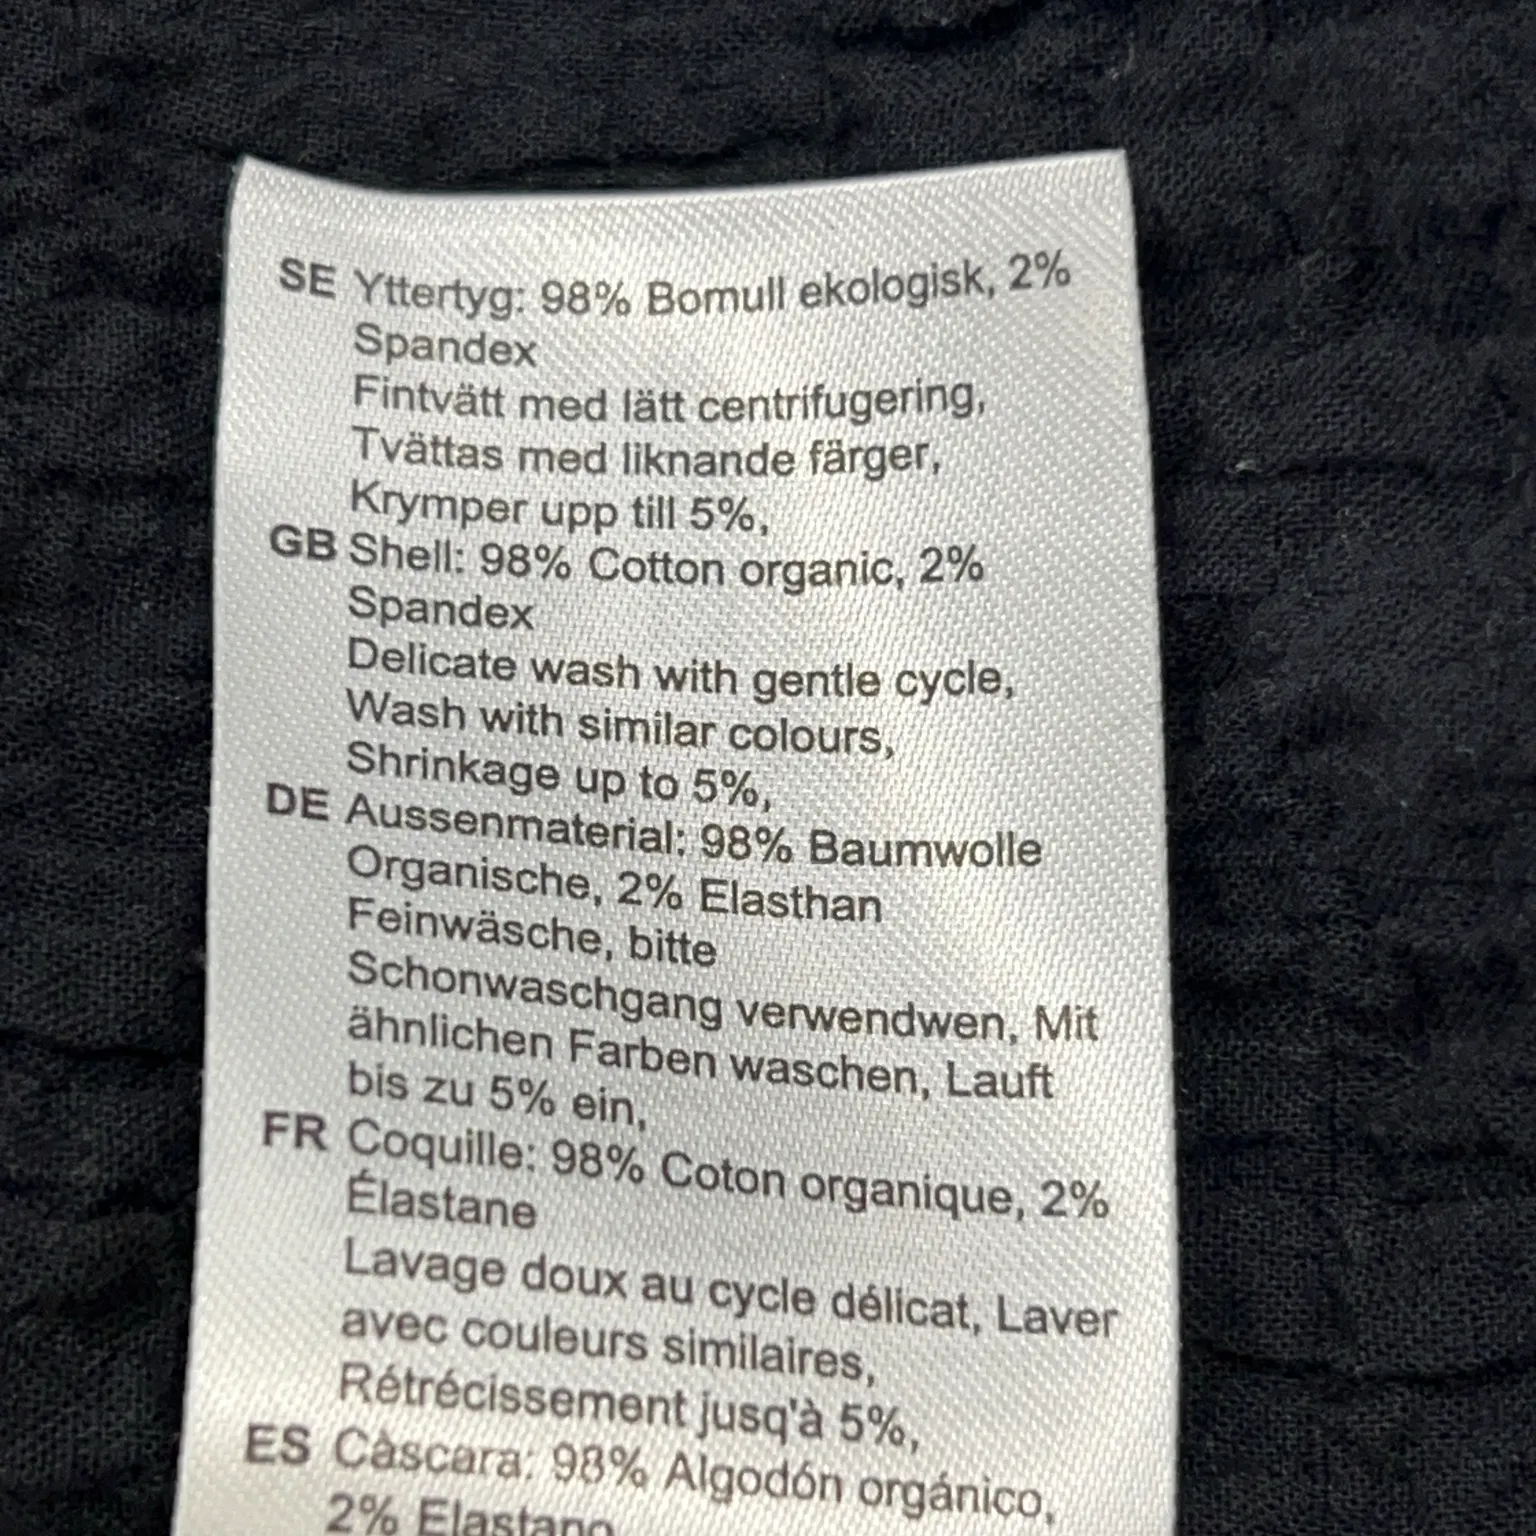 SE Yttertyg: 98% Bomull ekologisk, 2%
Spandex
Fintvätt med lätt centrifugering,
Tvättas med liknande färger,
Krymper upp till 5%,
GB Shell: 98% Cotton organic, 2%
Spandex
Delicate wash with gentle cycle,
Wash with similar colours,
Shrinkage up to 5%,
DE Aussenmaterial: 98% Baumwolle
Organische, 2% Elasthan
Feinwäsche, bitte
Schonwaschgang verwendwen, Mit
ähnlichen Farben waschen, Lauft
bis zu 5% ein,
FR Coquille: 98% Coton organique, 2%
Élastane
Lavage doux au cycle délicat, Laver
avec couleurs similaires,
Rétrécissement jusq'à 5%,
ES Càscara: 98% Algodón orgánico,
2% Elastano